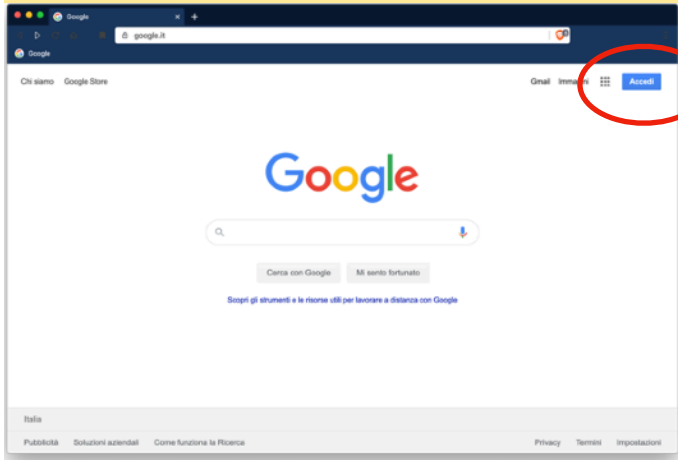 Google
google.it
Google
Chi siamo Google Store Gmail Immagini Accedi
Google
Cerca con Google Mi sento fortunato
Scopri gli strumenti e le risorse utili per lavorare a distanza con Google
Italia
Pubblicità Soluzioni aziendali Come funziona la Ricerca Privacy Termini Impostazioni